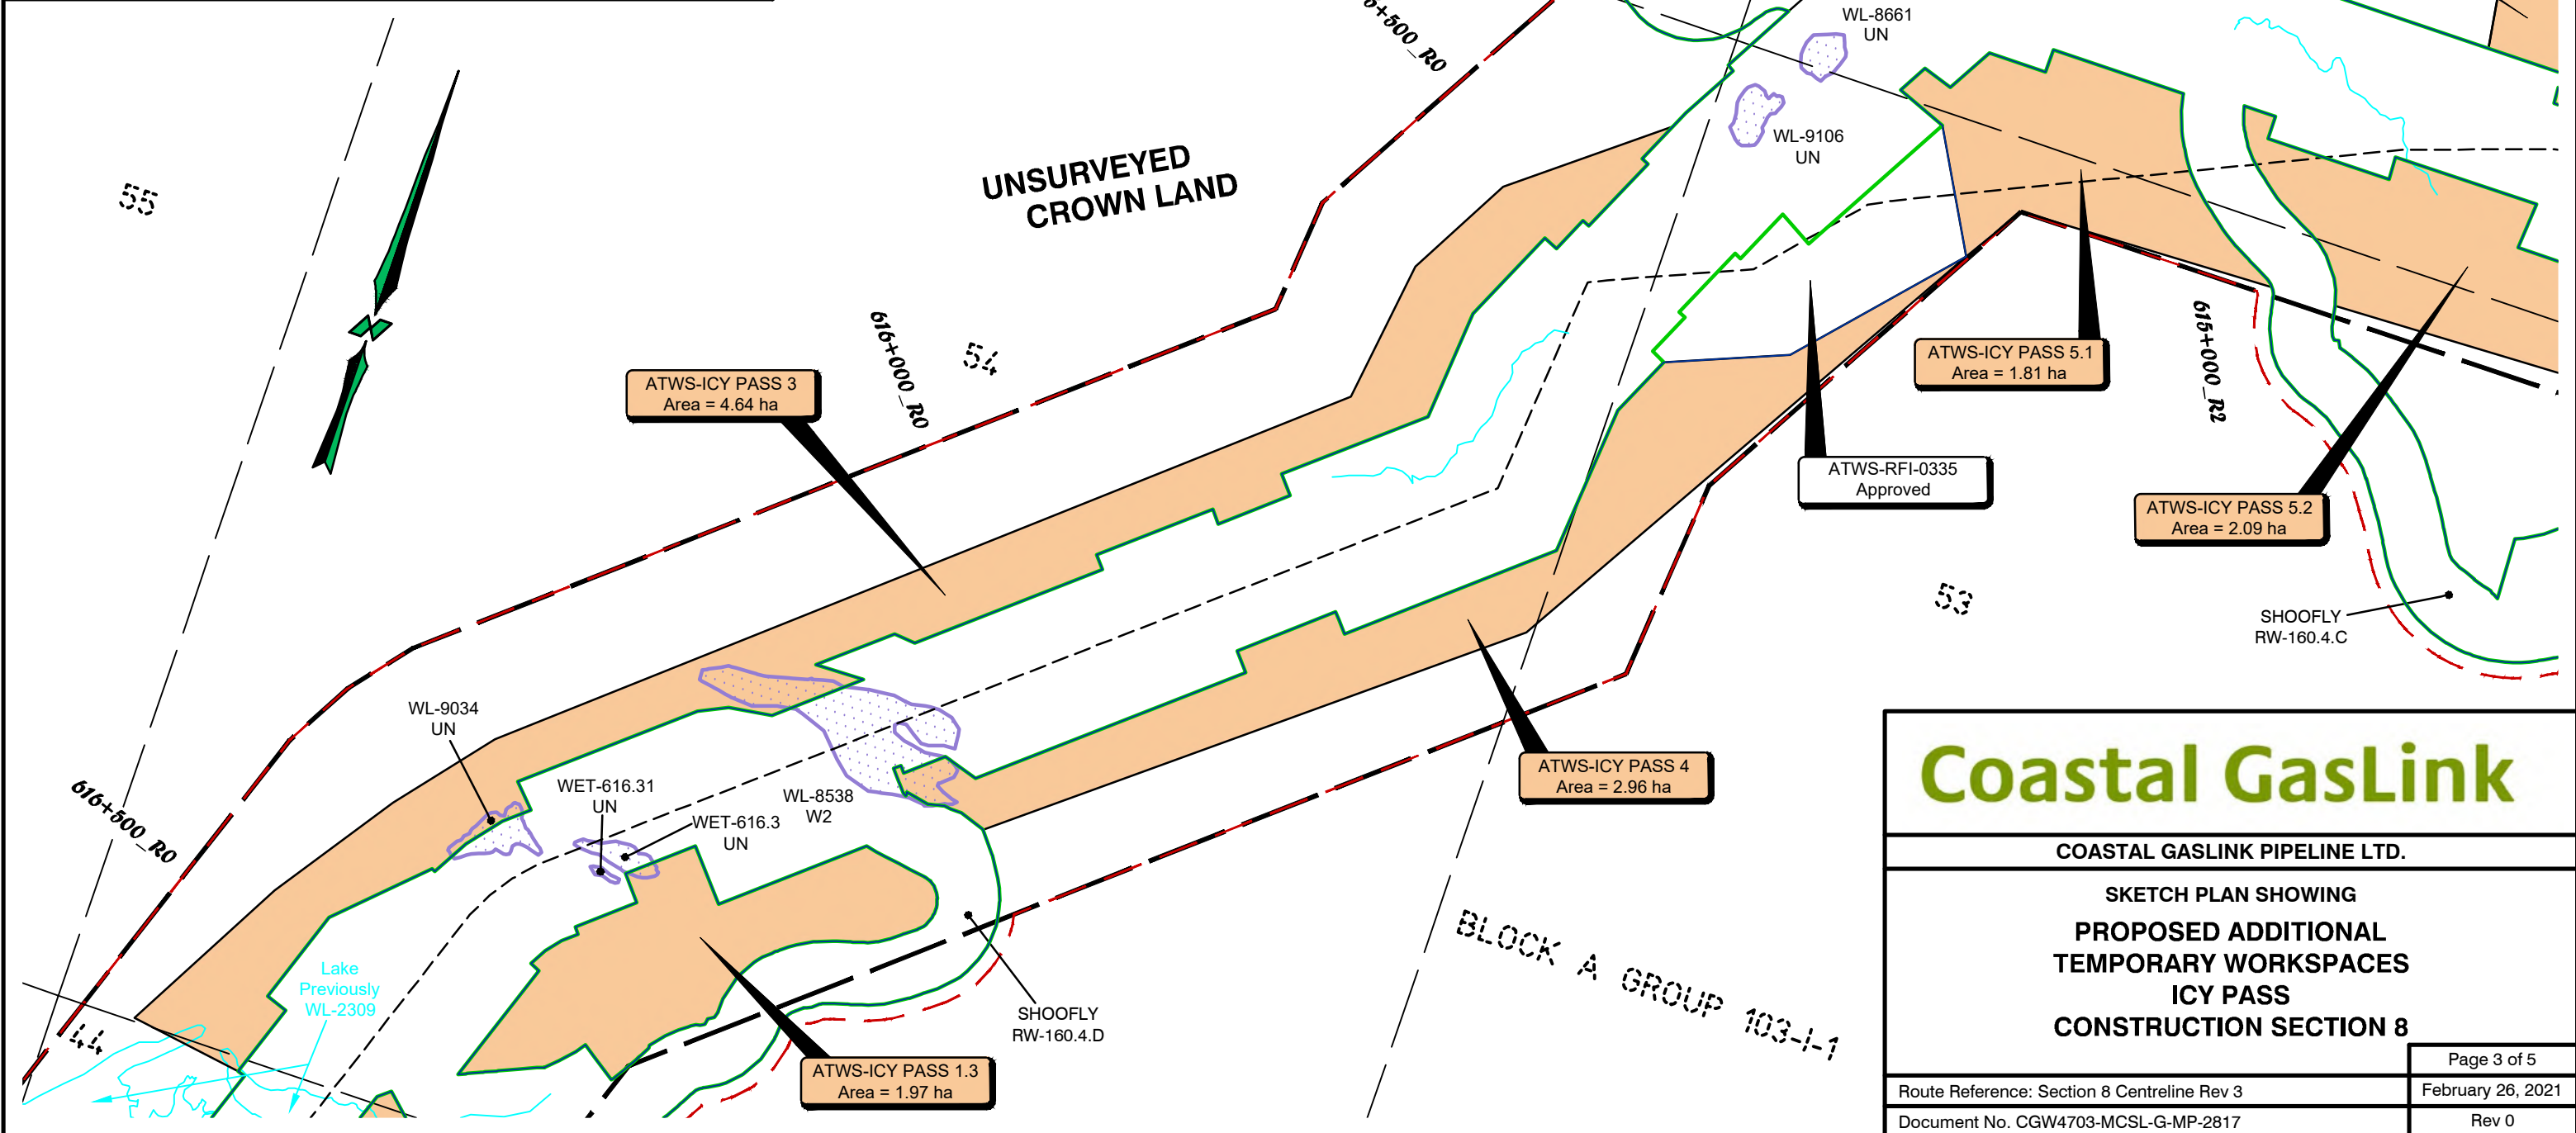 WL-8661
UN
5+500_R0
WL-9106
UN
UNSURVEYED
CROWN LAND
55
54
616+000_R0
ATWS-ICY PASS 3
Area = 4.64 ha
ATWS-ICY PASS 5.1
Area = 1.81 ha
615+000_R2
ATWS-RFI-0335
Approved
ATWS-ICY PASS 5.2
Area = 2.09 ha
53
SHOOFLY
RW-160.4.C
WL-9034
UN
WET-616.31
UN
WL-8538
W2
WET-616.3
UN
616+500_R0
ATWS-ICY PASS 4
Area = 2.96 ha
Lake
Previously
WL-2309
44
SHOOFLY
RW-160.4.D
BLOCK A GROUP 103-I-1
ATWS-ICY PASS 1.3
Area = 1.97 ha
Coastal GasLink
COASTAL GASLINK PIPELINE LTD.
SKETCH PLAN SHOWING
PROPOSED ADDITIONAL
TEMPORARY WORKSPACES
ICY PASS
CONSTRUCTION SECTION 8
Page 3 of 5
Route Reference: Section 8 Centreline Rev 3
February 26, 2021
Document No. CGW4703-MCSL-G-MP-2817
Rev 0